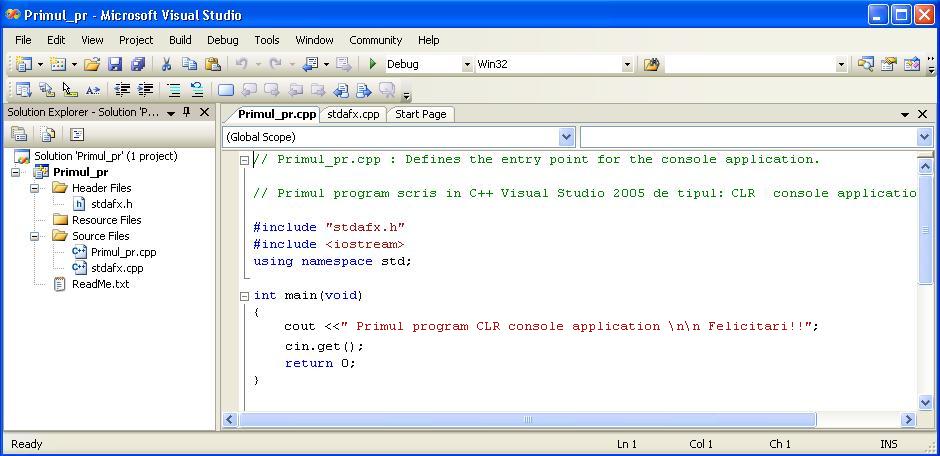 Primul_pr - Microsoft Visual Studio
File Edit View Project Build Debug Tools Window Community Help
Debug Win32
Solution Explorer - Solution 'P...
Primul_pr.cpp stdafx.cpp Start Page
(Global Scope)
Solution 'Primul_pr' (1 project)
Primul_pr
Header Files
stdafx.h
Resource Files
Source Files
Primul_pr.cpp
stdafx.cpp
ReadMe.txt
// Primul_pr.cpp : Defines the entry point for the console application.
// Primul program scris in C++ Visual Studio 2005 de tipul: CLR  console applicatio
#include "stdafx.h"
#include <iostream>
using namespace std;
int main(void)
{
cout <<" Primul program CLR console application \n\n Felicitari!!";
cin.get();
return 0;
}
Ready Ln 1 Col 1 Ch 1 INS